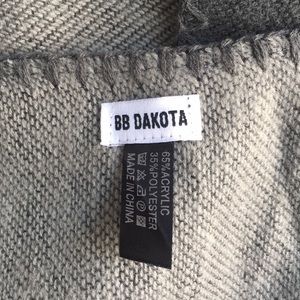 BB DAKOTA
65%ACRYLIC
35%POLYESTER
MADE IN CHINA